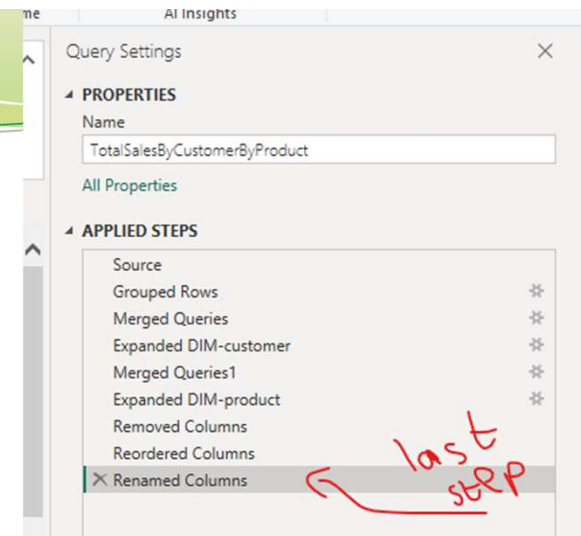 me AI Insights
Query Settings
PROPERTIES
Name
TotalSalesByCustomerByProduct
All Properties
APPLIED STEPS
Source
Grouped Rows
Merged Queries
Expanded DIM-customer
Merged Queries1
Expanded DIM-product
Removed Columns
Reordered Columns
Renamed Columns
last
step